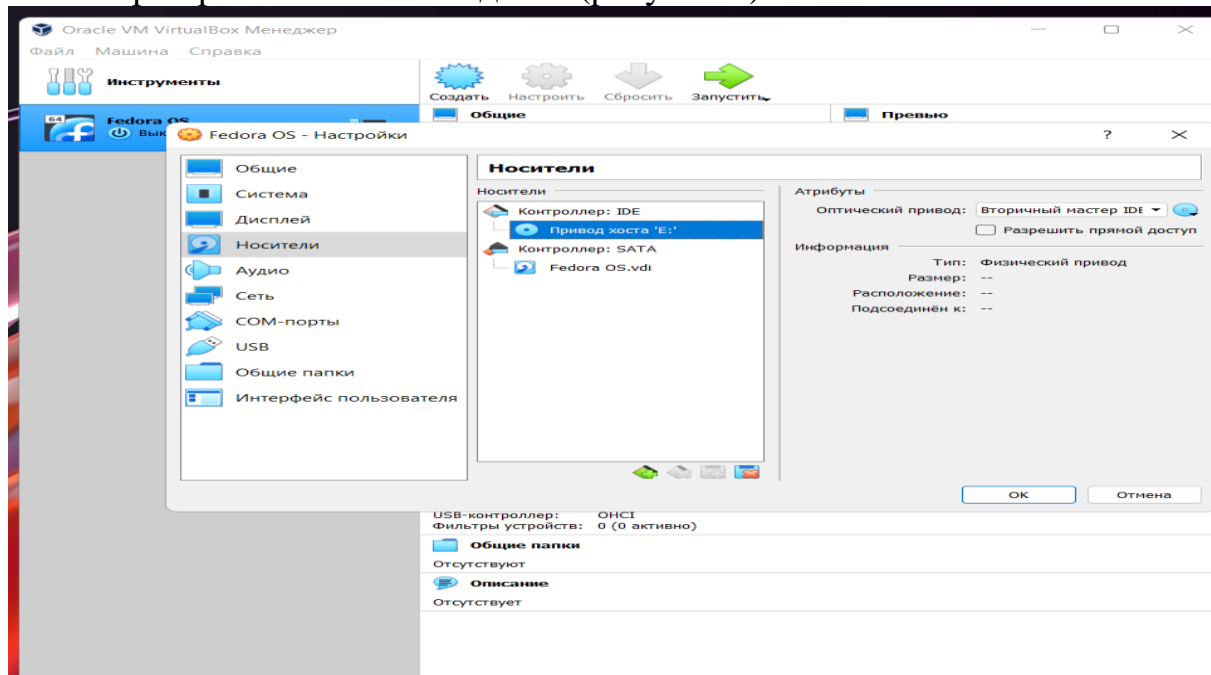 Oracle VM VirtualBox Менеджер
Файл Машина Справка
Инструменты
Создать Настроить Сбросить Запустить
64 Fedora OS
Общие Превью
Fedora OS - Настройки ?
Общие
Система
Дисплей
Носители
Аудио
Сеть
COM-порты
USB
Общие папки
Интерфейс пользователя
Носители
Носители
Контроллер: IDE
Привод хоста 'E:'
Контроллер: SATA
Fedora OS.vdi
Атрибуты
Оптический привод: Вторичный мастер IDE
Разрешить прямой доступ
Информация
Тип: Физический привод
Размер: --
Расположение: --
Подсоединён к: --
OK Отмена
USB-контроллер: OHCI
Фильтры устройств: 0 (0 активно)
Общие папки
Отсутствуют
Описание
Отсутствует